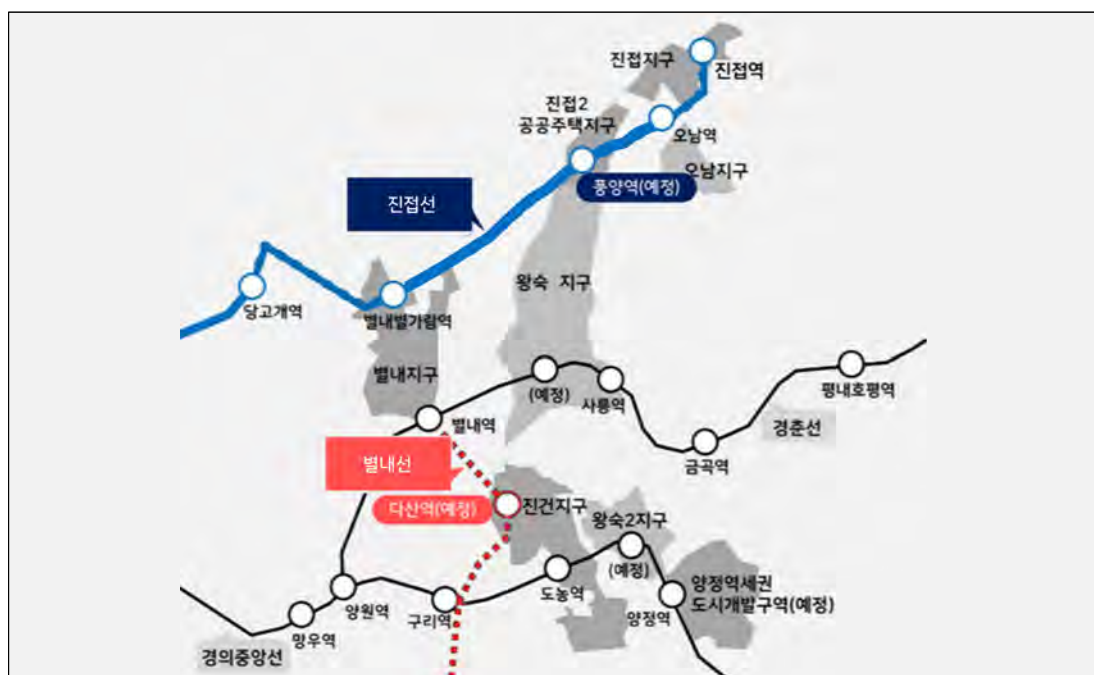 진접지구
진접역
진접2
공공주택지구
오남역
오남지구
풍양역(예정)
진접선
왕숙 지구
당고개역
별내별가람역
별내지구
(예정)
사릉역
평내호평역
경춘선
별내역
금곡역
별내선
다산역(예정)
진건지구
왕숙2지구
(예정)
도농역
양정역세권
도시개발구역(예정)
양정역
양원역
구리역
망우역
경의중앙선